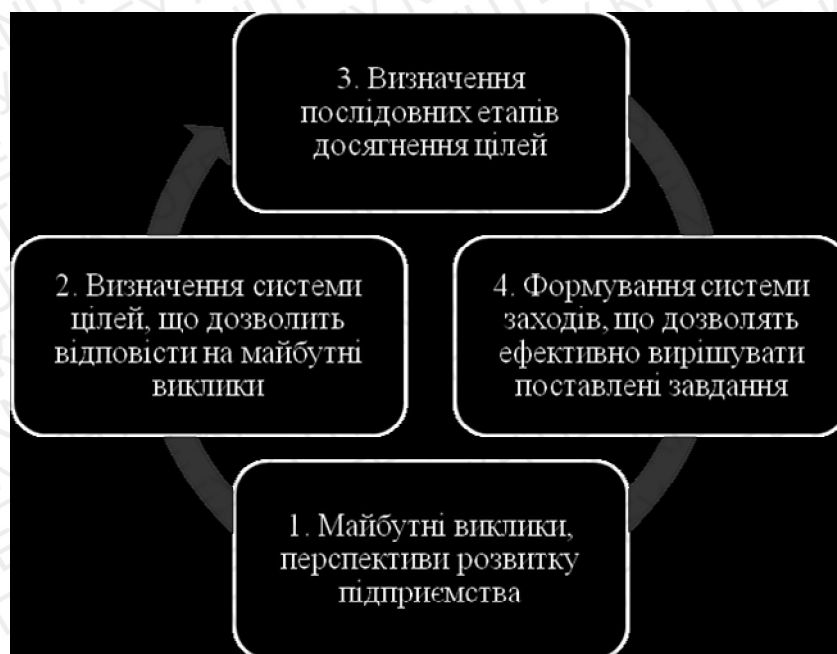 3. Визначення
послідовних етапів
досягнення цілей
2. Визначення системи
цілей, що дозволить
відповісти на майбутні
виклики
4. Формування системи
заходів, що дозволять
ефективно вирішувати
поставлені завдання
1. Майбутні виклики,
перспективи розвитку
підприємства